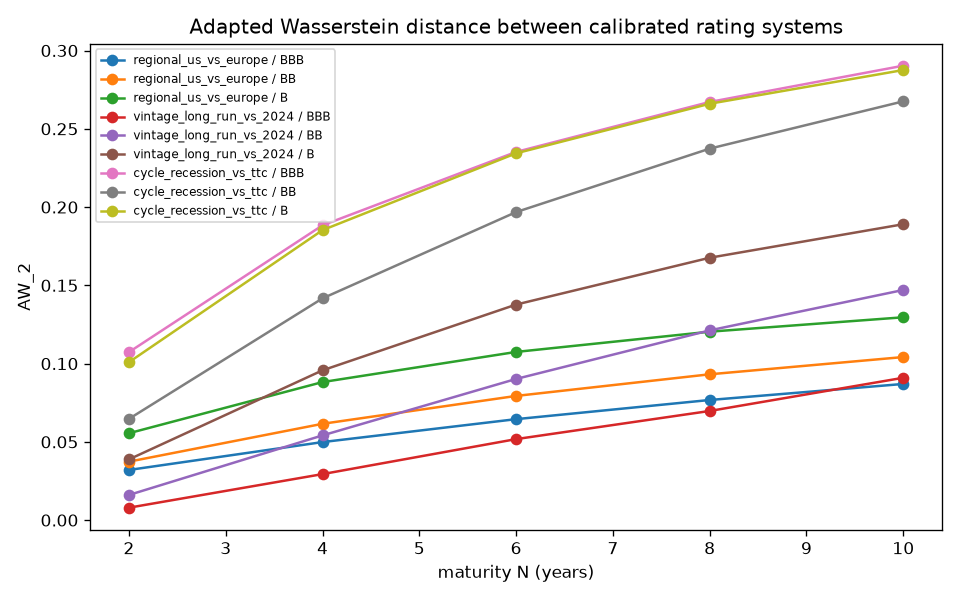 Adapted Wasserstein distance between calibrated rating systems
AW_2
0.30
0.25
0.20
0.15
0.10
0.05
0.00
regional_us_vs_europe / BBB
regional_us_vs_europe / BB
regional_us_vs_europe / B
vintage_long_run_vs_2024 / BBB
vintage_long_run_vs_2024 / BB
vintage_long_run_vs_2024 / B
cycle_recession_vs_ttc / BBB
cycle_recession_vs_ttc / BB
cycle_recession_vs_ttc / B
2 3 4 5 6 7 8 9 10
maturity N (years)